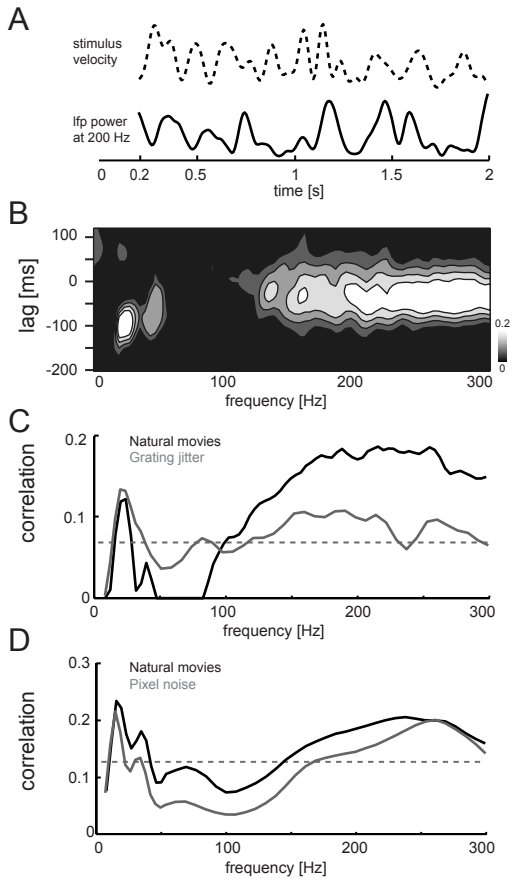 A
stimulus
velocity
lfp power
at 200 Hz
0 0.2 0.5 1 1.5 2
time [s]
B
100
0
-100
-200
lag [ms]
0.2
0
0 100 200 300
frequency [Hz]
C
0.2
0.1
0
correlation
Natural movies
Grating jitter
0 100 200 300
frequency [Hz]
D
0.3
0.2
0.1
0
correlation
Natural movies
Pixel noise
0 100 200 300
frequency [Hz]